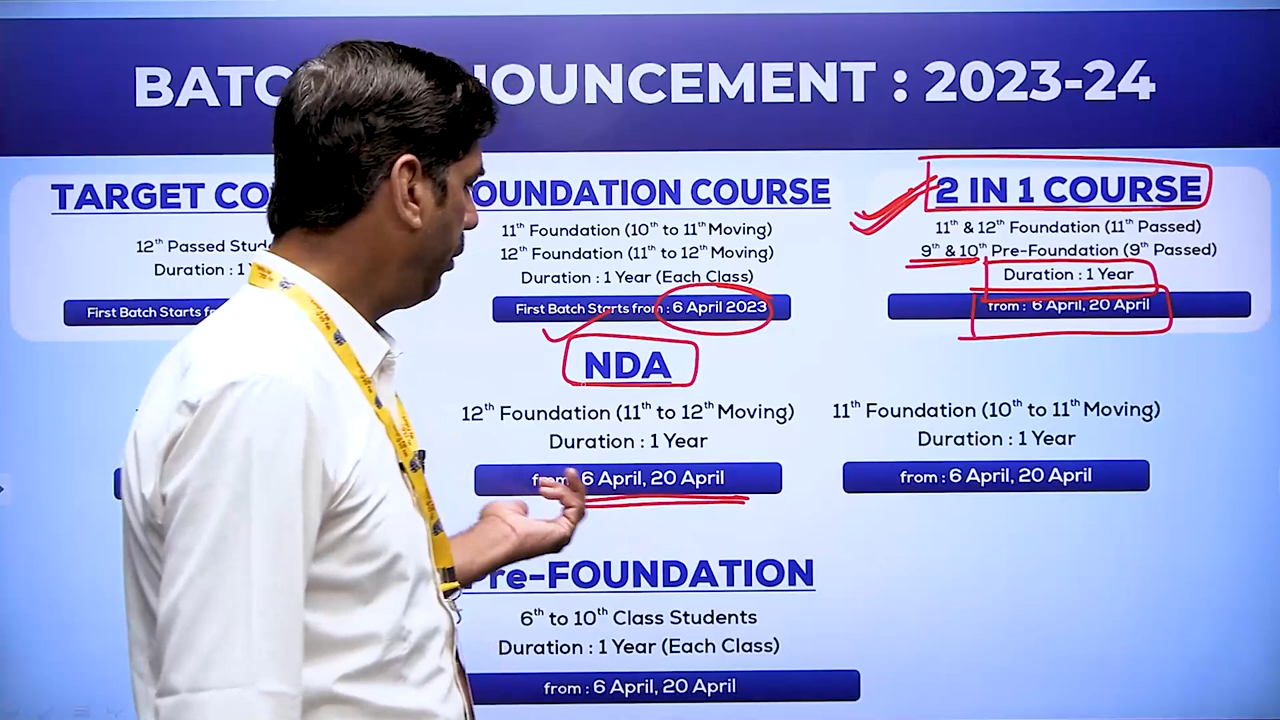 BATC OUNCEMENT : 2023-24
TARGET CO
12th Passed Stud
Duration : 1 Y
First Batch Starts
OUNDATION COURSE
11th Foundation (10th to 11th Moving)
12th Foundation (11th to 12th Moving)
Duration : 1 Year (Each Class)
First Batch Starts from : 6 April 2023
2 IN 1 COURSE
11th & 12th Foundation (11th Passed)
9th & 10th Pre-Foundation (9th Passed)
Duration : 1 Year
from : 6 April, 20 April
NDA
12th Foundation (11th to 12th Moving)
Duration : 1 Year
from : 6 April, 20 April
11th Foundation (10th to 11th Moving)
Duration : 1 Year
from : 6 April, 20 April
Pre-FOUNDATION
6th to 10th Class Students
Duration : 1 Year (Each Class)
from : 6 April, 20 April